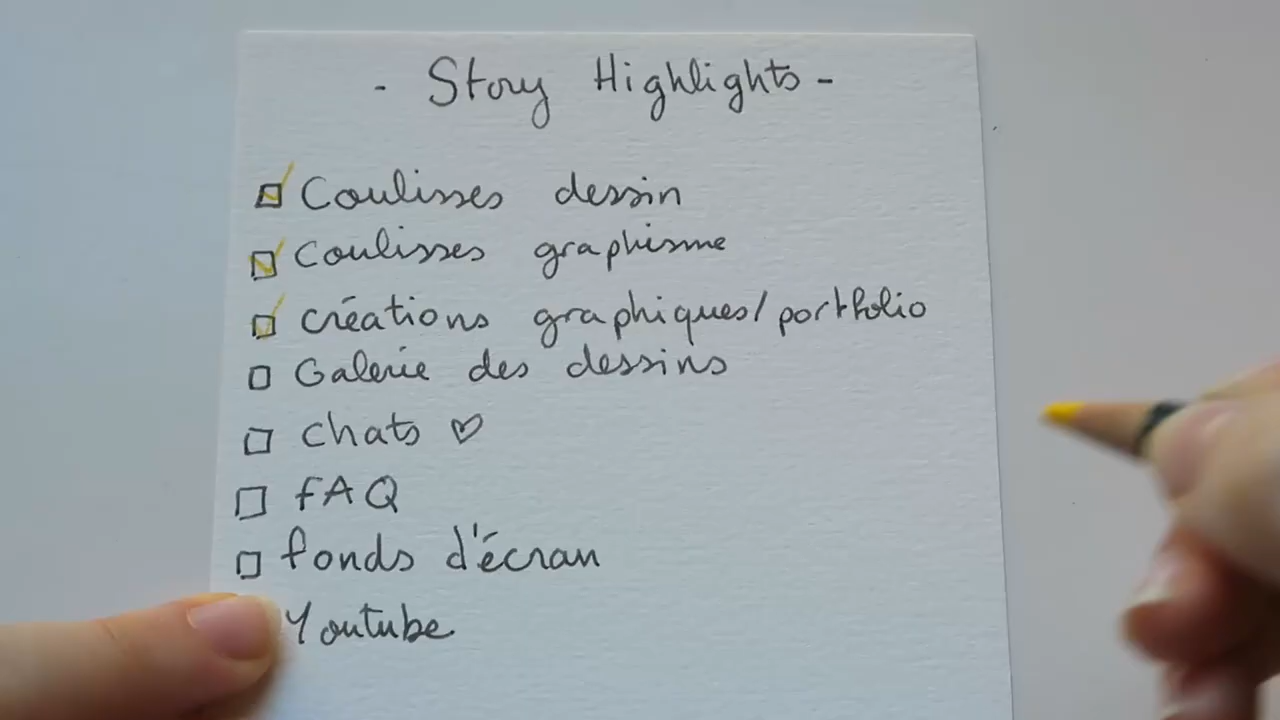 - Story Highlights -
Coulisses dessin
Coulisses graphisme
créations graphiques/portfolio
Galerie des dessins
chats ♡
fAQ
fonds d'écran
Youtube